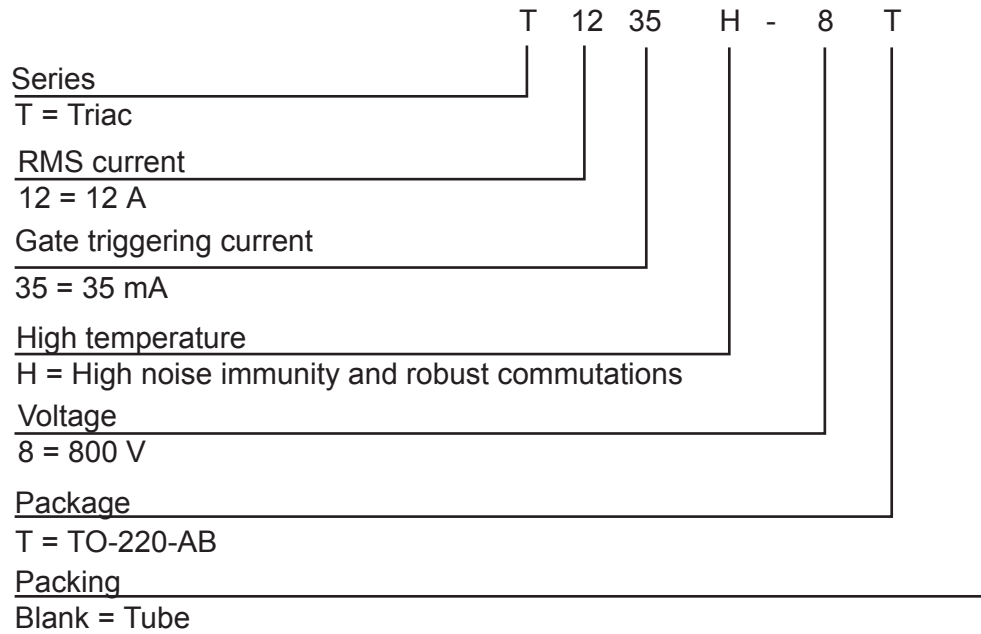 T 12 35 H - 8 T
Series
T = Triac
RMS current
12 = 12 A
Gate triggering current
35 = 35 mA
High temperature
H = High noise immunity and robust commutations
Voltage
8 = 800 V
Package
T = TO-220-AB
Packing
Blank = Tube